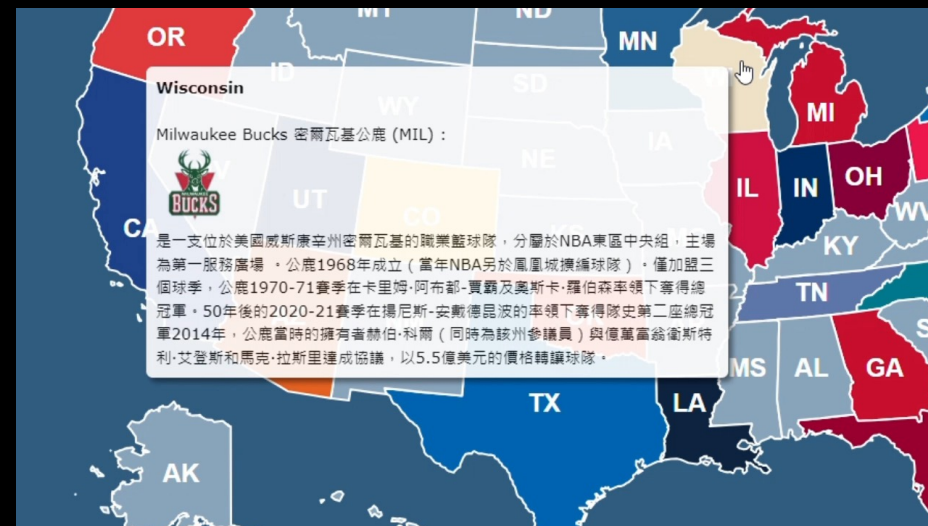 MT
ND
OR
MN
ID
SD
WI
Wisconsin
WY
MI
Milwaukee Bucks 密爾瓦基公鹿 (MIL) :
IA
NE
BUCKS
NV
UT
IL
IN
OH
CO
WV
CA
KS
MO
KY
是一支位於美國威斯康辛州密爾瓦基的職業籃球隊，分屬於NBA東區中央組，主場
為第一服務廣場 。公鹿1968年成立（當年NBA另於鳳凰城擴編球隊）。僅加盟三
個球季，公鹿1970-71賽季在卡里姆·阿布都-賈霸及奧斯卡·羅伯森率領下奪得總
TN
冠軍。50年後的2020-21賽季在揚尼斯-安戴德昆波的率領下奪得隊史第二座總冠
軍2014年，公鹿當時的擁有者赫伯·科爾（同時為該州參議員）與億萬富翁衛斯特
利·艾登斯和馬克·拉斯里達成協議，以5.5億美元的價格轉讓球隊。
MS
AL
GA
TX
LA
AK